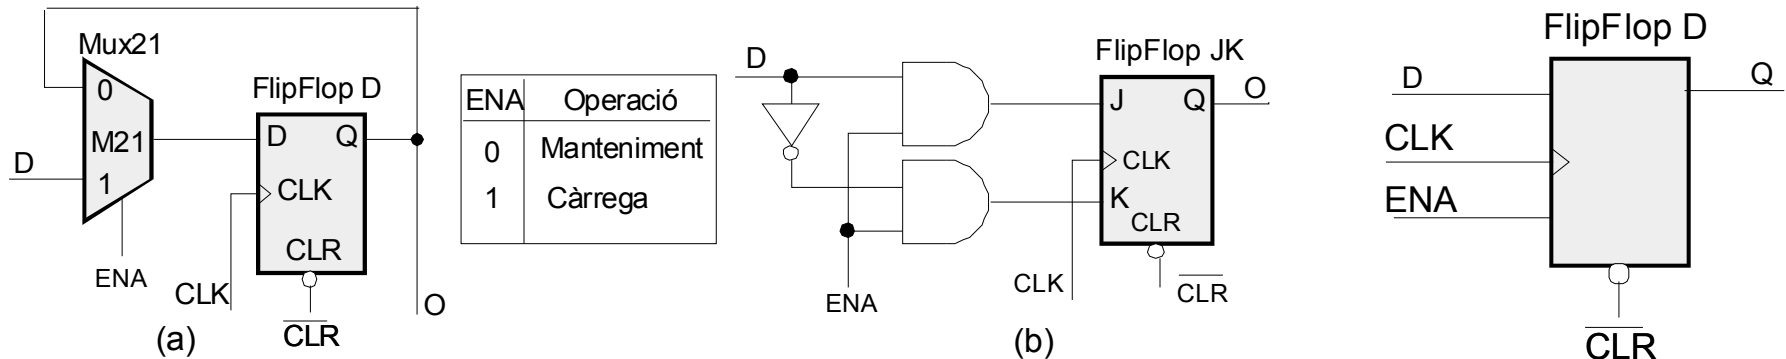 Mux21
0
M21
1
D
ENA
FlipFlop D
D
Q
CLK
CLR
CLK
CLR
O
(a)
ENA Operació
0 Manteniment
1 Càrrega
D
ENA
FlipFlop JK
J
Q
O
CLK
K
CLR
CLK
CLR
(b)
FlipFlop D
D
Q
CLK
ENA
CLR